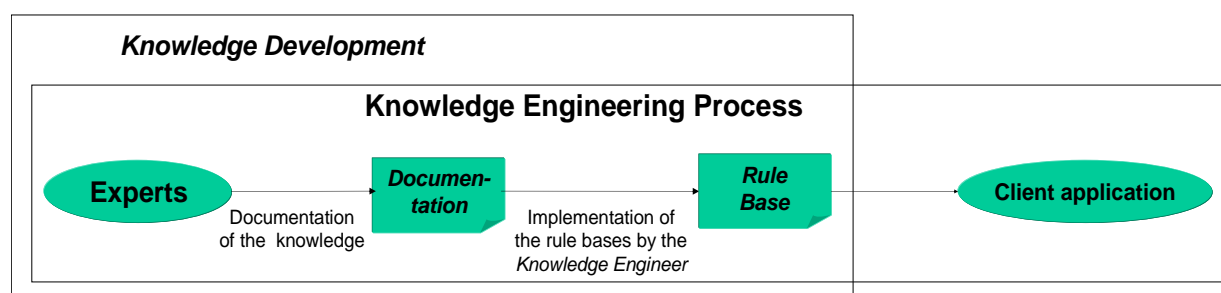 Knowledge Development
Knowledge Engineering Process
Experts
Documentation
of the knowledge
Documen-
tation
Implementation of
the rule bases by the
Knowledge Engineer
Rule
Base
Client application